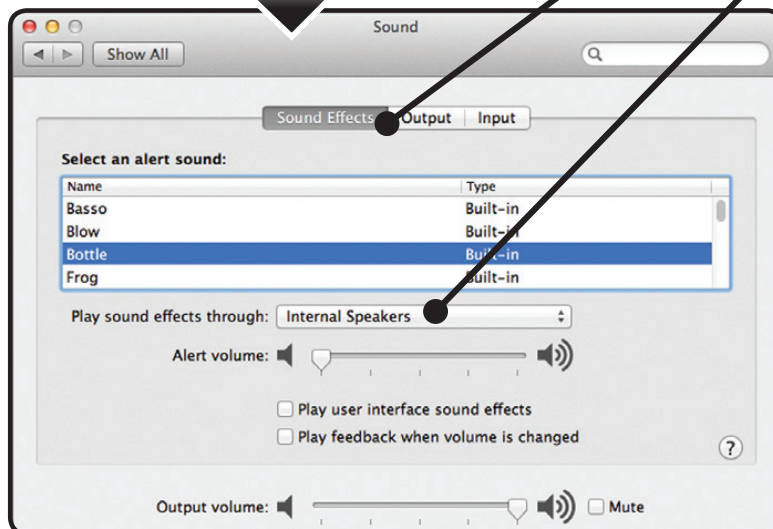 Sound
Show All
Sound Effects Output Input
Select an alert sound:
Name Type
Basso Built-in
Blow Built-in
Bottle Built-in
Frog Built-in
Play sound effects through: Internal Speakers
Alert volume:
Play user interface sound effects
Play feedback when volume is changed
?
Output volume: Mute